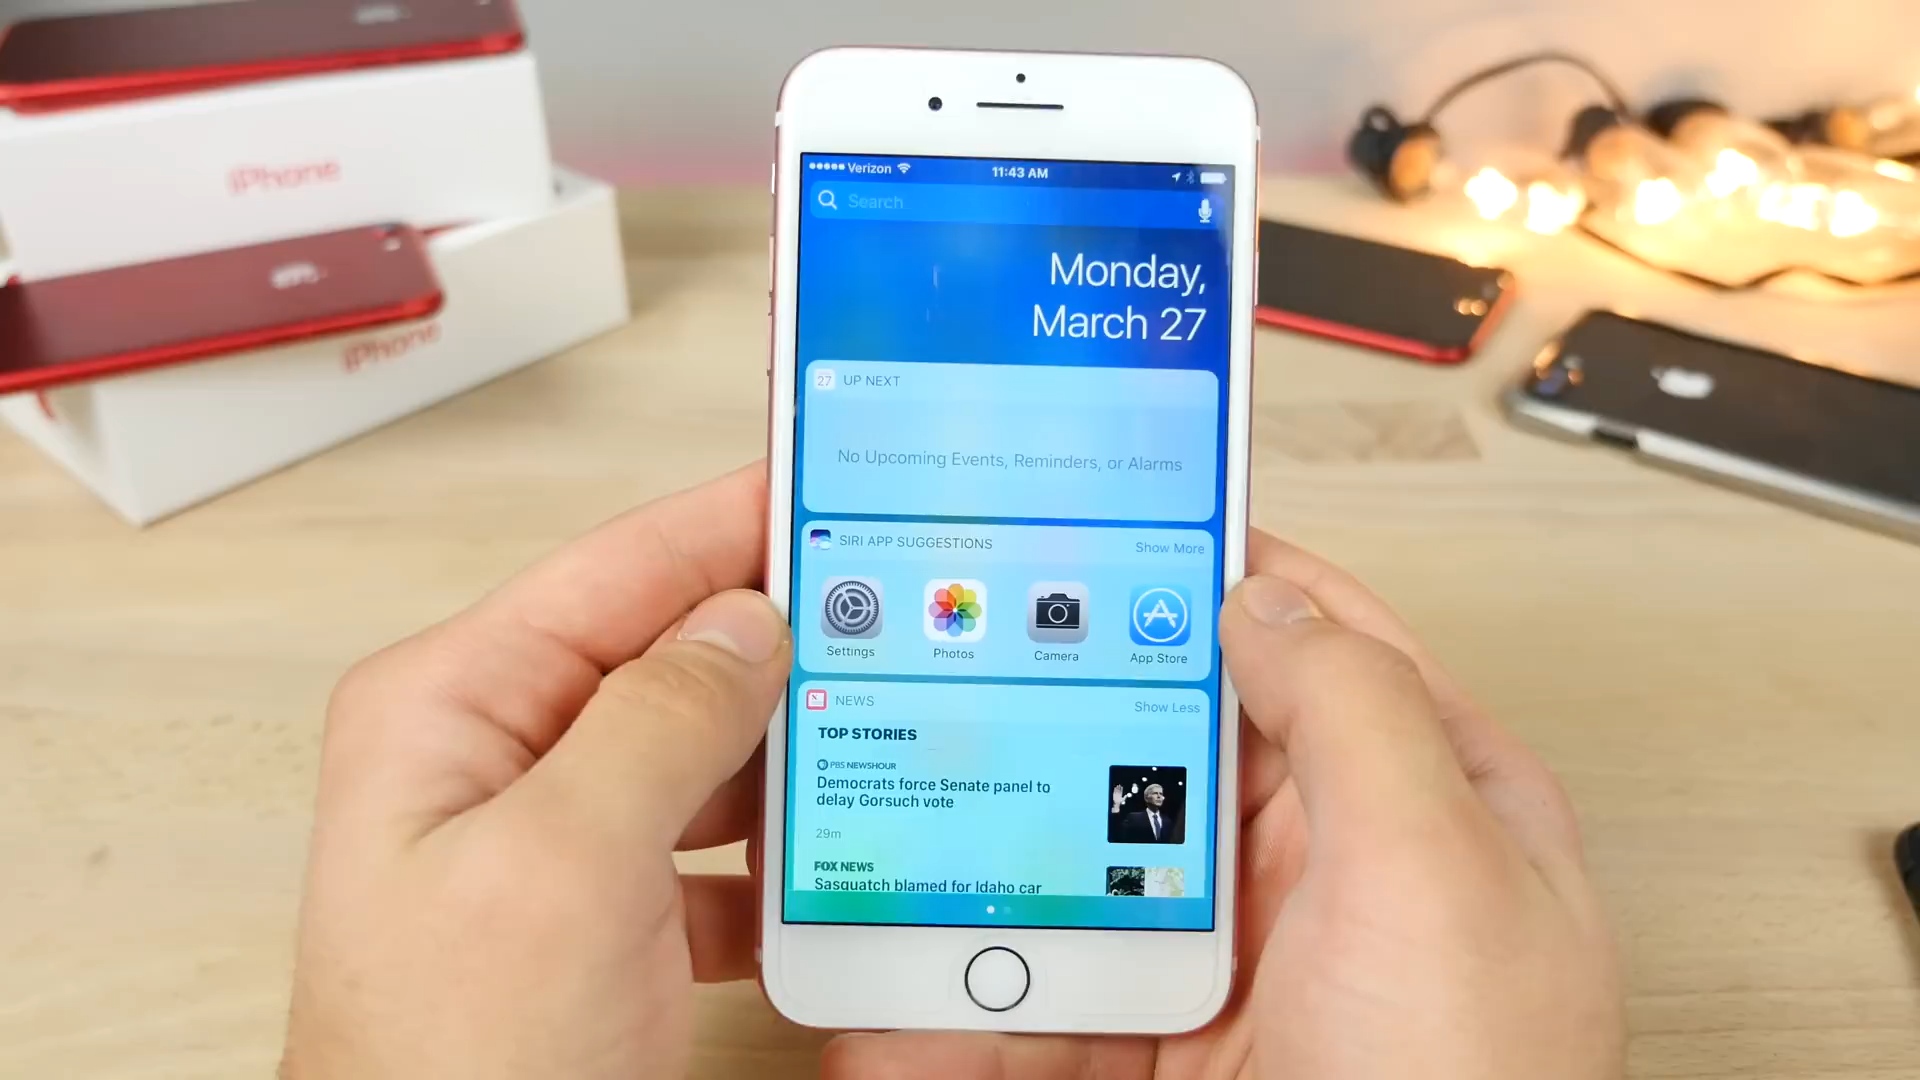 iPhone
iPhone
Verizon
11:43 AM
Search
Monday,
March 27
27
UP NEXT
No Upcoming Events, Reminders, or Alarms
SIRI APP SUGGESTIONS
Show More
Settings
Photos
Camera
App Store
NEWS
Show Less
TOP STORIES
PBS NEWSHOUR
Democrats force Senate panel to
delay Gorsuch vote
29m
FOX NEWS
Sasquatch blamed for Idaho car